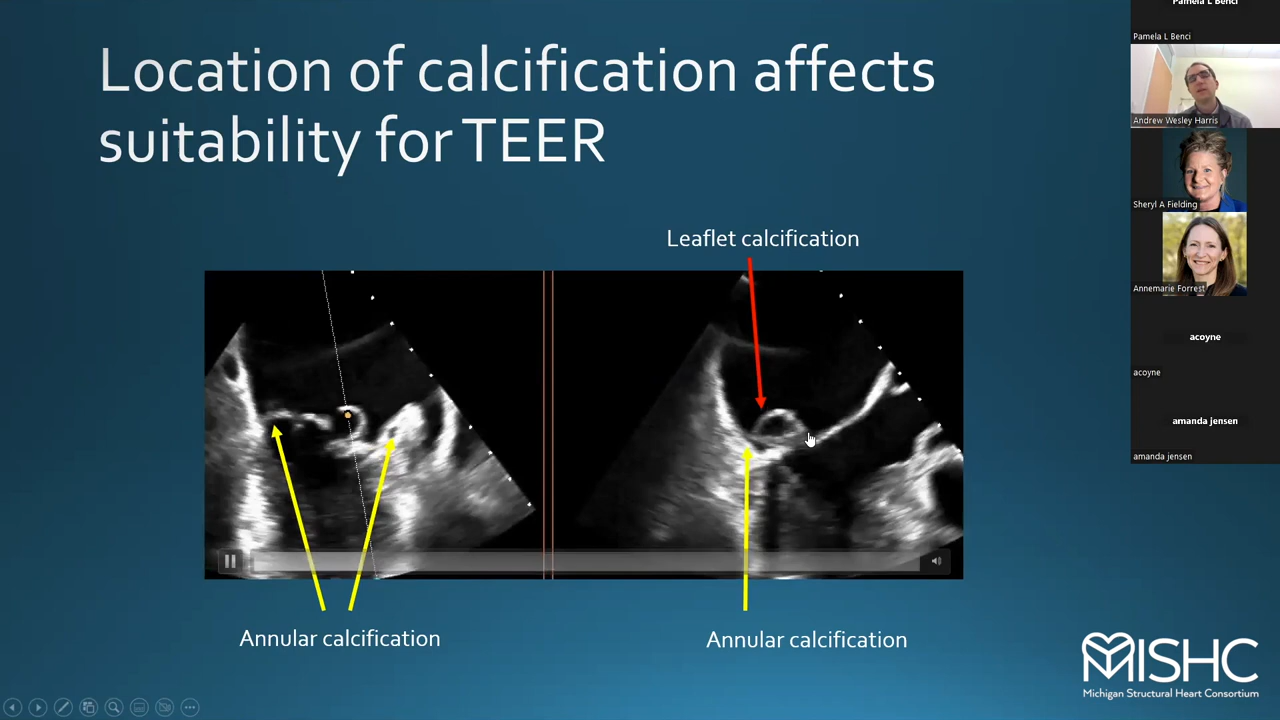 Location of calcification affects
suitability for TEER
Leaflet calcification
Annular calcification
Annular calcification
MISHC
Michigan Structural Heart Consortium
Pamela L Benci
Pamela L Benci
Andrew Wesley Harris
Sheryl A Fielding
Annemarie Forrest
acoyne
acoyne
amanda jensen
amanda jensen